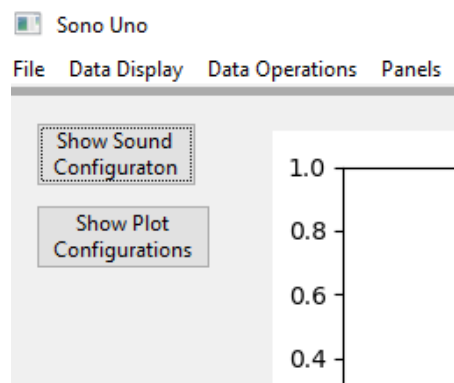 Sono Uno
File Data Display Data Operations Panels
Show Sound
Configuraton
Show Plot
Configurations
1.0
0.8
0.6
0.4